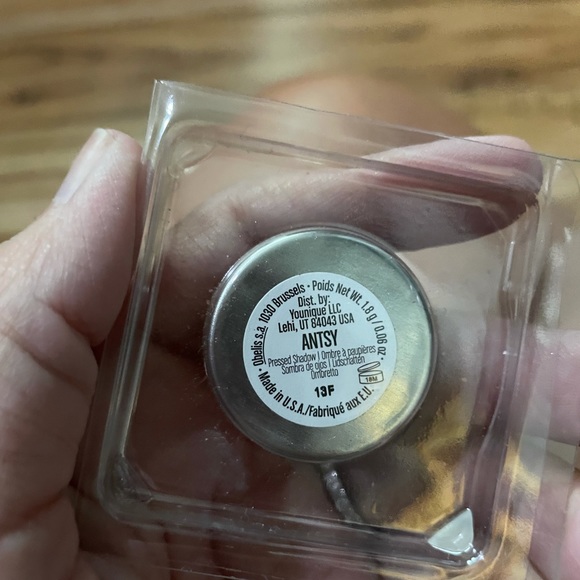 Obelis s.a. 1030 Brussels • Poids Net Wt. 1.8 g / 0.06 oz
Dist. by:
Younique LLC
Lehi, UT 84043 USA
ANTSY
Pressed Shadow | Ombre à paupières
Sombra de ojos | Lidschatten
Ombretto
18M
13F
• Made in U.S.A./Fabriqué aux E.U. •